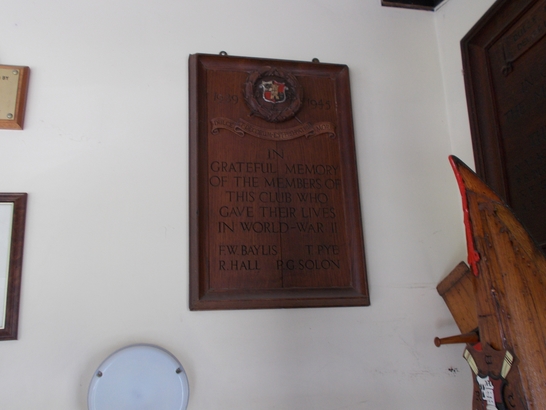 1945
IN
GRATEFUL MEMORY
OF THE MEMBERS OF
THIS CLUB WHO
GAVE THEIR LIVES
IN WORLD-WAR II
F.W. BAYLIS T. PYE
R. HALL P.G. SOLON